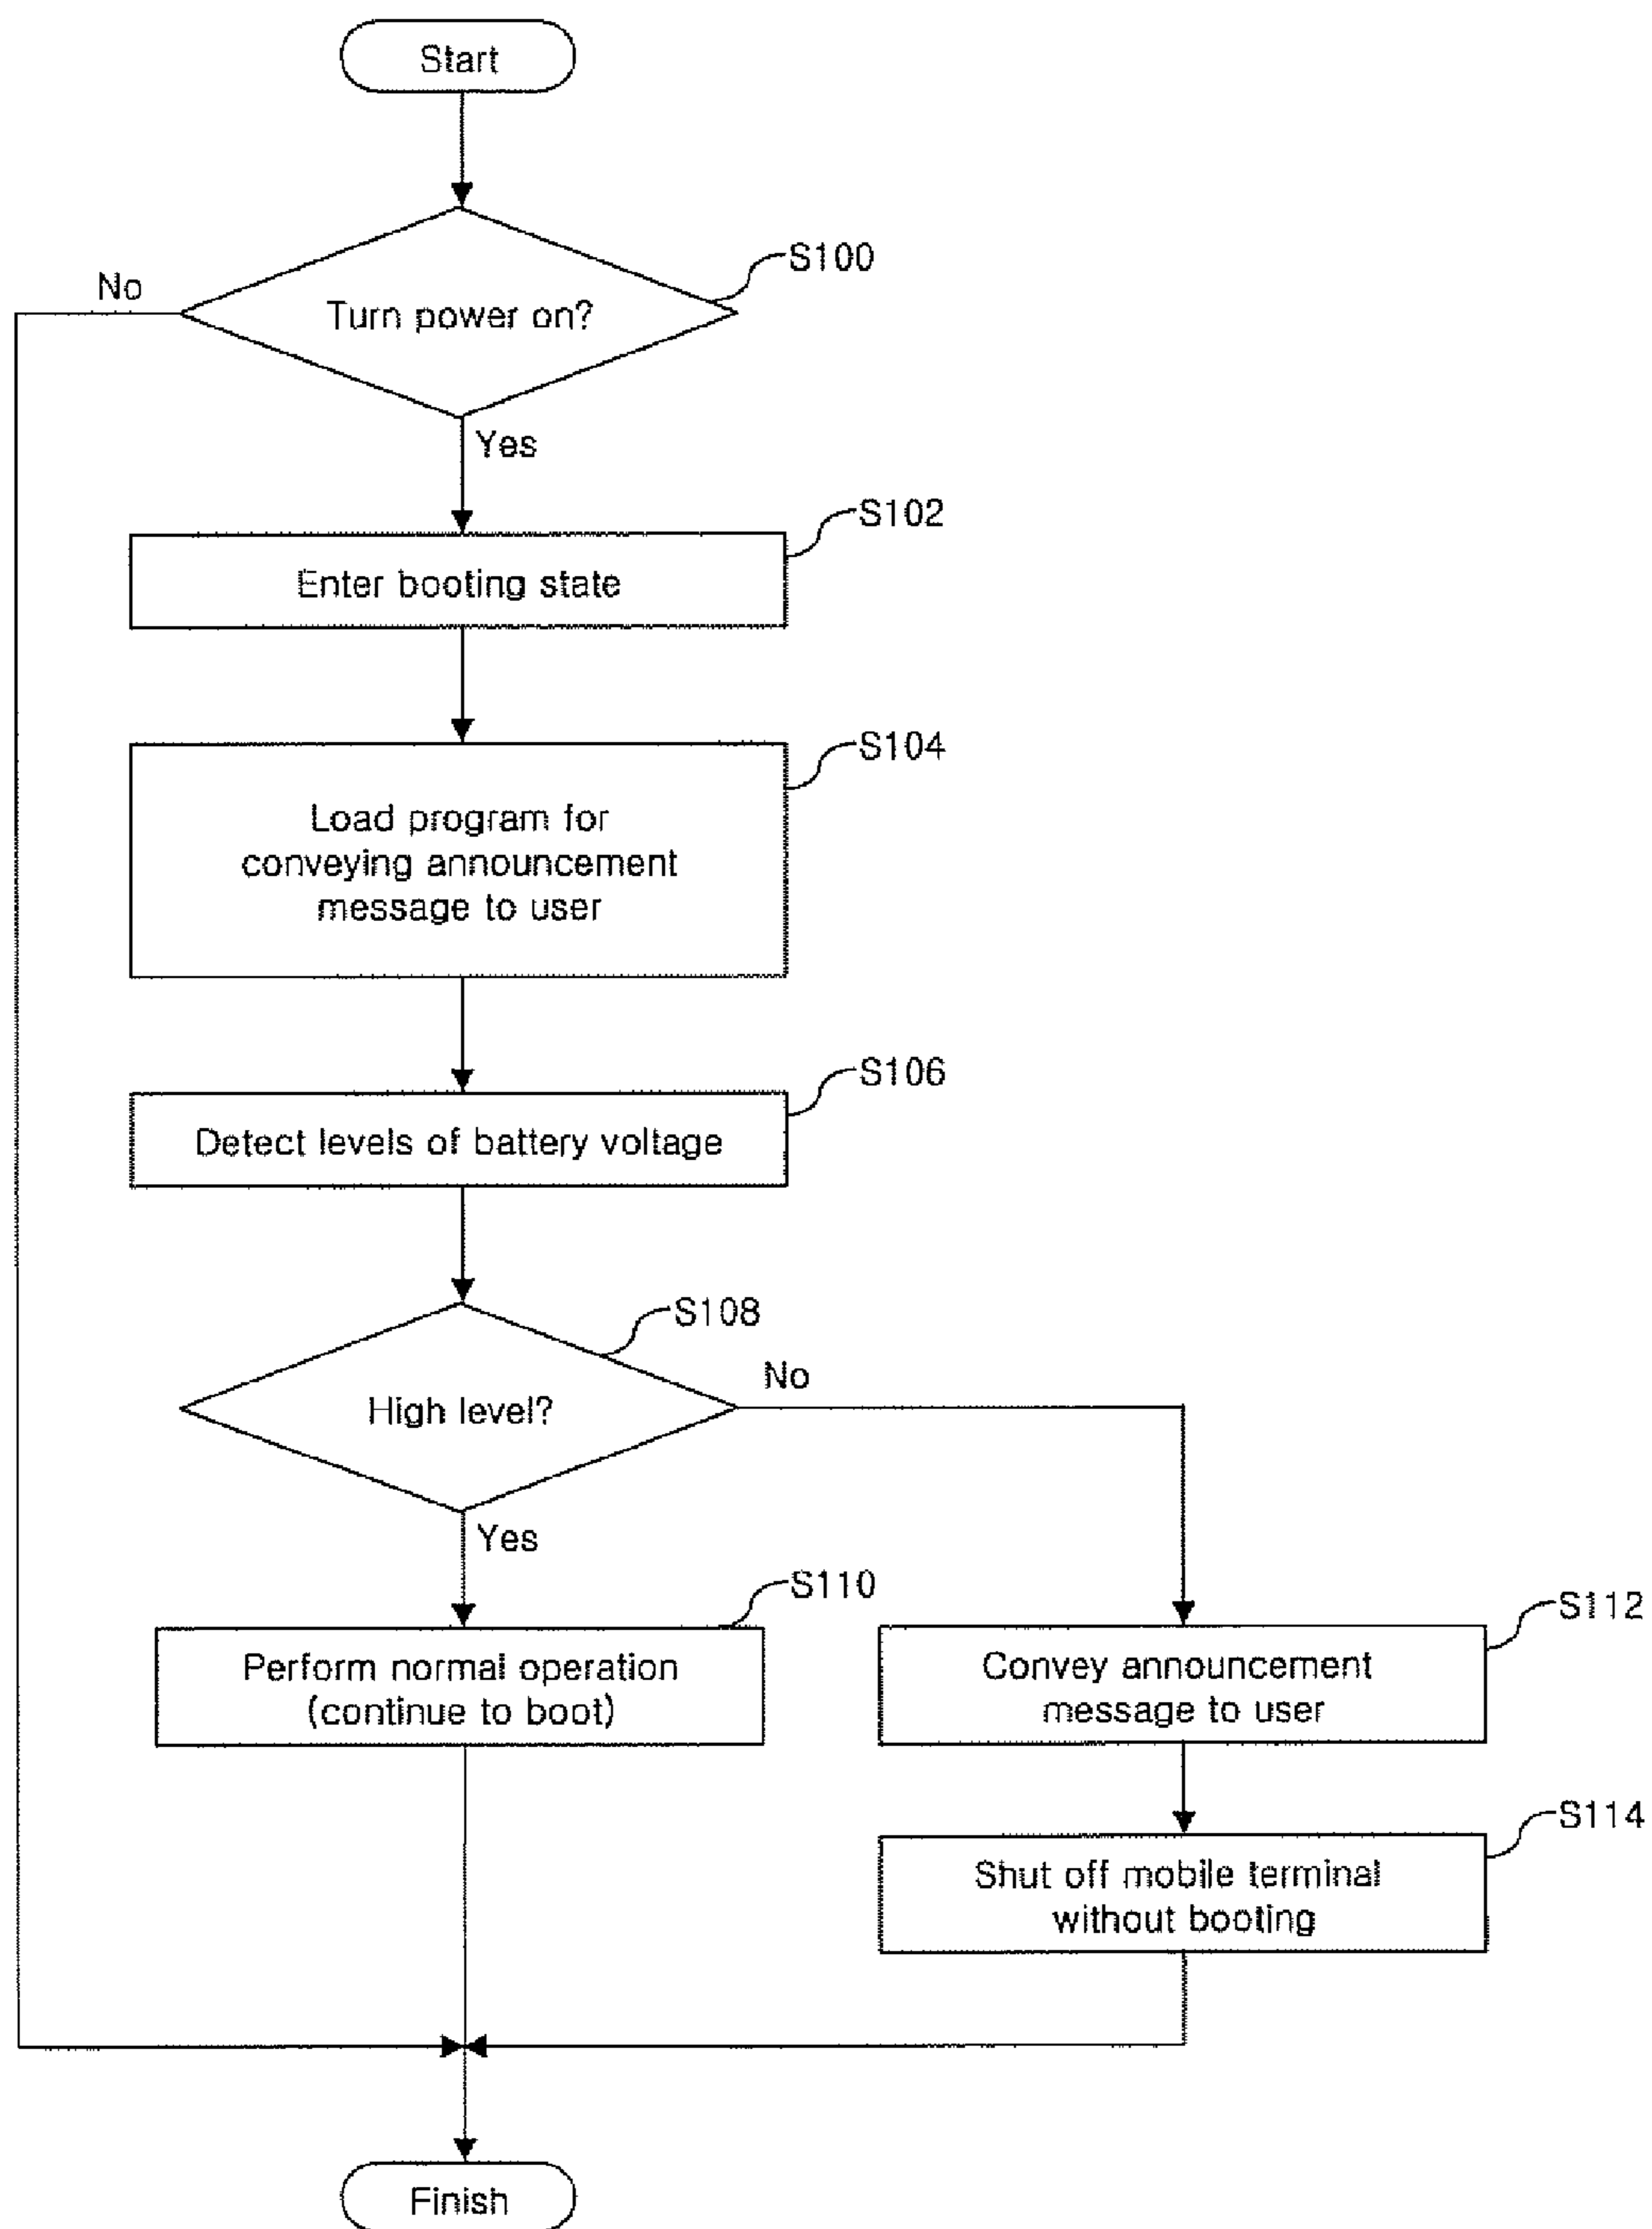 Start
S100
No
Turn power on?
Yes
S102
Enter booting state
S104
Load program for
conveying announcement
message to user
S106
Detect levels of battery voltage
S108
No
High level?
Yes
S110
Perform normal operation
(continue to boot)
S112
Convey announcement
message to user
S114
Shut off mobile terminal
without booting
Finish